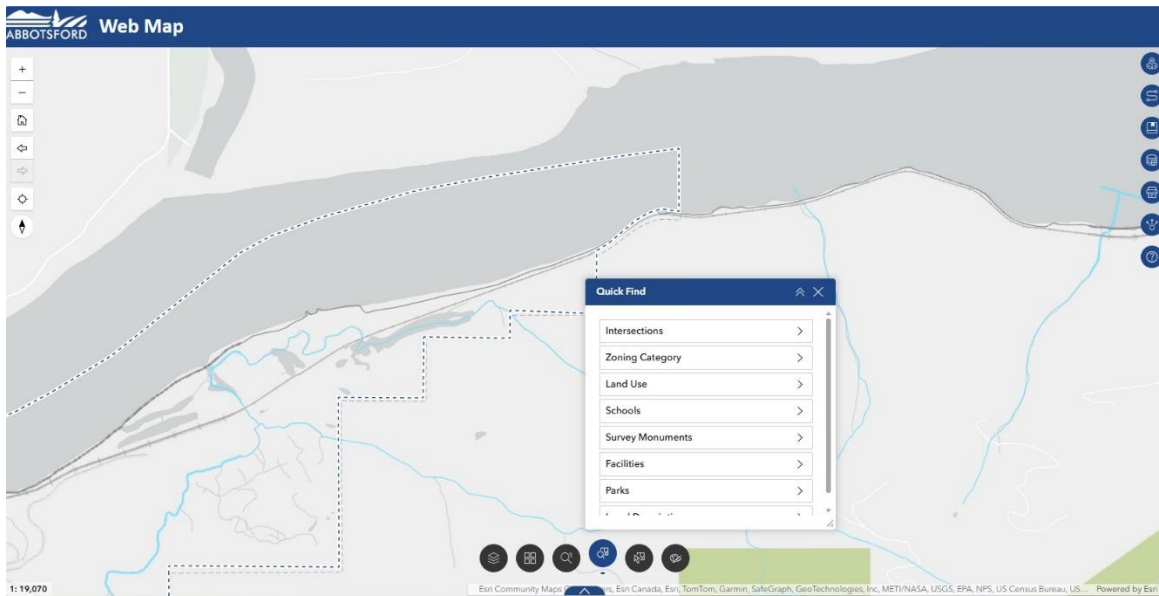 ABBOTSFORD
Web Map
+
−
Quick Find
Intersections
Zoning Category
Land Use
Schools
Survey Monuments
Facilities
Parks
1: 19,070
Esri Community Maps Esri Canada, Esri, TomTom, Garmin, SafeGraph, GeoTechnologies, Inc, METI/NASA, USGS, EPA, NPS, US Census Bureau, US... Powered by Esri